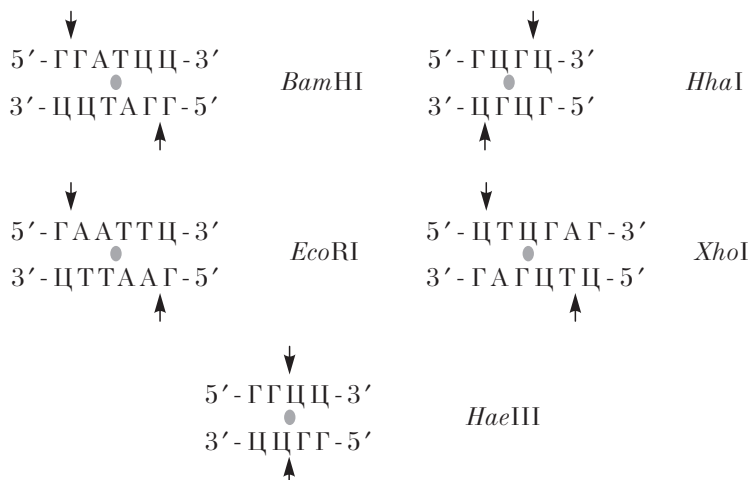 5′-ГГАТЦЦ-3′
3′-ЦЦТАГГ-5′
BamHI
5′-ГЦГЦ-3′
3′-ЦГЦГ-5′
HhaI
5′-ГААТТЦ-3′
3′-ЦТТААГ-5′
EcoRI
5′-ЦТЦГАГ-3′
3′-ГАГЦТЦ-5′
XhoI
5′-ГГЦЦ-3′
3′-ЦЦГГ-5′
HaeIII